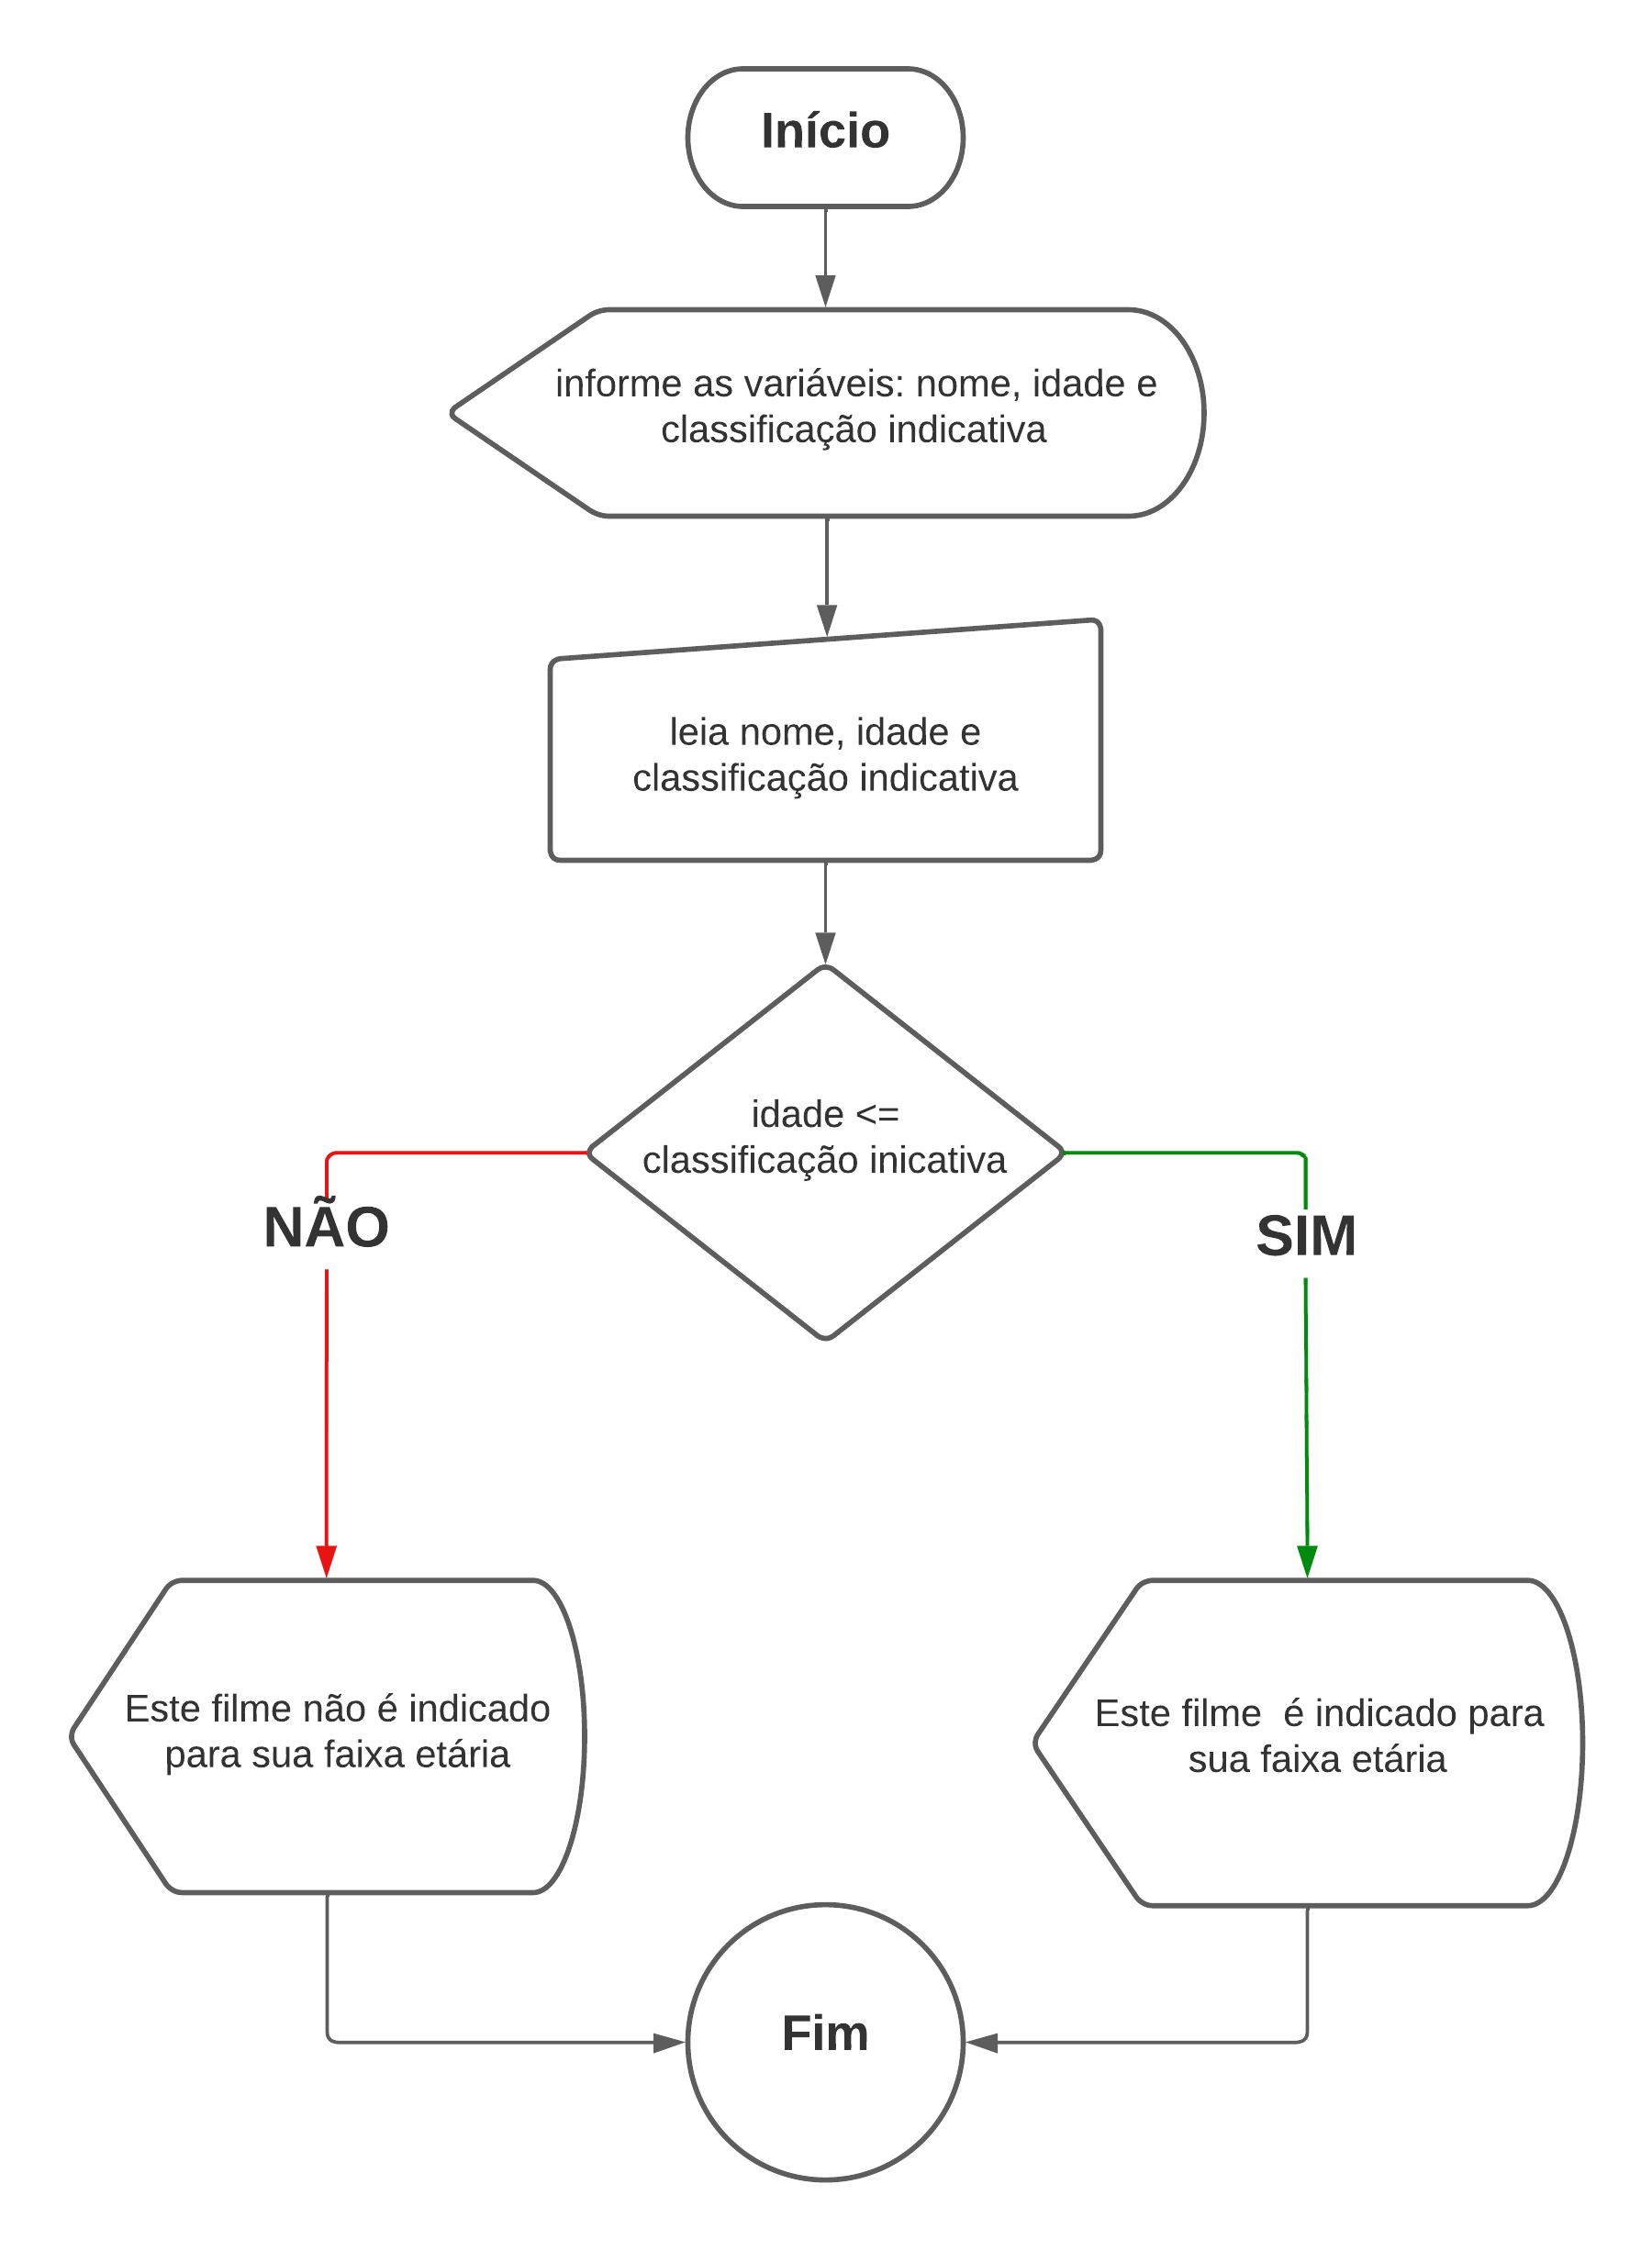 Início
informe as variáveis: nome, idade e
classificação indicativa
leia nome, idade e
classificação indicativa
idade <=
classificação inicativa
NÃO
SIM
Este filme não é indicado
para sua faixa etária
Este filme  é indicado para
sua faixa etária
Fim